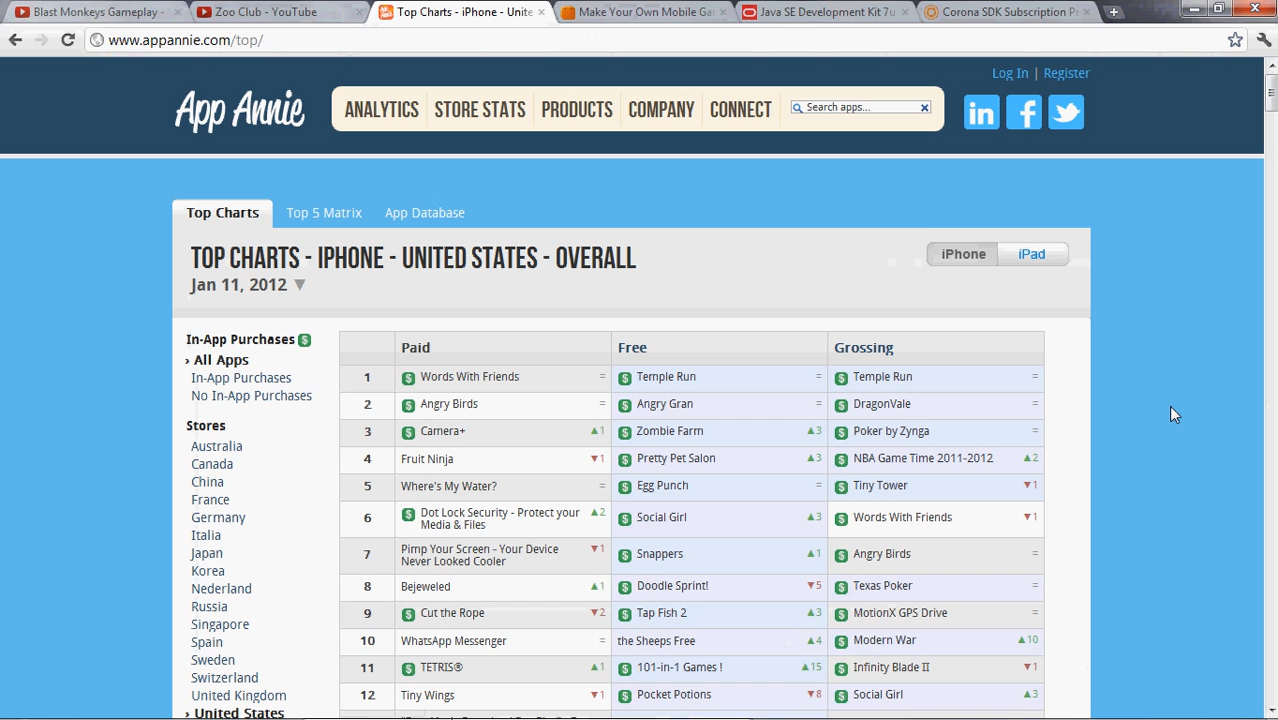 Blast Monkeys Gameplay -
Zoo Club - YouTube
Top Charts - iPhone - Unite
Make Your Own Mobile Ga
Java SE Development Kit 7u
Corona SDK Subscription P
www.appannie.com/top/
Log In | Register
App Annie
ANALYTICS
STORE STATS
PRODUCTS
COMPANY
CONNECT
Search apps...
Top Charts
Top 5 Matrix
App Database
TOP CHARTS - IPHONE - UNITED STATES - OVERALL
iPhone
iPad
Jan 11, 2012 ▼
In-App Purchases $
› All Apps
In-App Purchases
No In-App Purchases
Stores
Australia
Canada
China
France
Germany
Italia
Japan
Korea
Nederland
Russia
Singapore
Spain
Sweden
Switzerland
United Kingdom
› United States
Paid Free Grossing
1 $ Words With Friends = $ Temple Run = $ Temple Run =
2 $ Angry Birds = $ Angry Gran = $ DragonVale =
3 $ Camera+ ▲1 $ Zombie Farm ▲3 $ Poker by Zynga =
4 Fruit Ninja ▼1 $ Pretty Pet Salon ▲3 $ NBA Game Time 2011-2012 ▲2
5 Where's My Water? = $ Egg Punch = $ Tiny Tower ▼1
6 $ Dot Lock Security - Protect your ▲2 $ Social Girl ▲3 $ Words With Friends ▼1
Media & Files
7 Pimp Your Screen - Your Device ▼1 $ Snappers ▲1 $ Angry Birds =
Never Looked Cooler
8 Bejeweled ▲1 $ Doodle Sprint! ▼5 $ Texas Poker =
9 $ Cut the Rope ▼2 $ Tap Fish 2 ▲3 $ MotionX GPS Drive =
10 WhatsApp Messenger = the Sheeps Free ▲4 $ Modern War ▲10
11 $ TETRIS® ▲1 $ 101-in-1 Games ! ▲15 $ Infinity Blade II ▼1
12 Tiny Wings ▼1 $ Pocket Potions ▼8 $ Social Girl ▲3